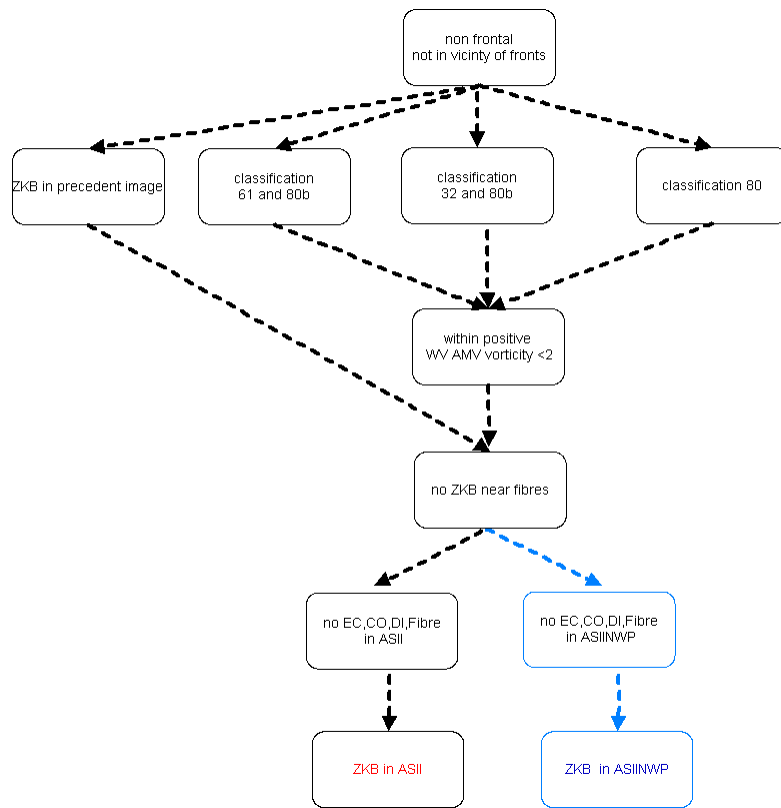 non frontal
not in vicinty of fronts
ZKB in precedent image
classification
61 and 80b
classification
32 and 80b
classification 80
within positive
WV AMV vorticity <2
no ZKB near fibres
no EC,CO,DI,Fibre
in ASII
no EC,CO,DI,Fibre
in ASIINWP
ZKB in ASII
ZKB in ASIINWP